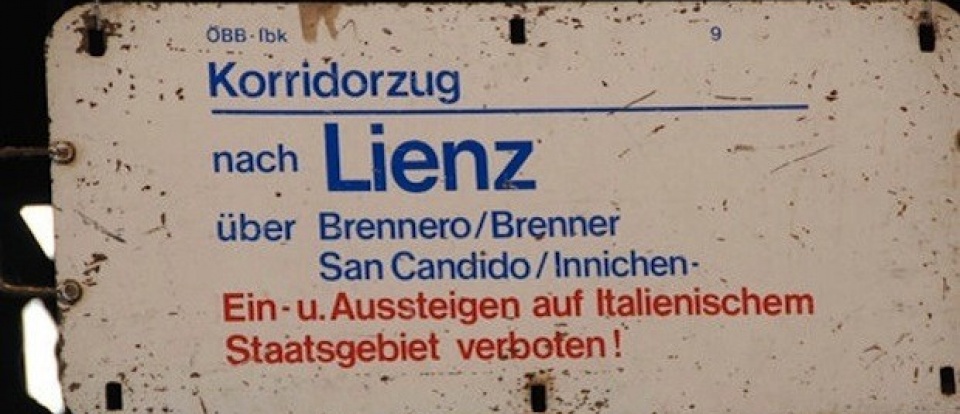 ÖBB-Ibk 9
Korridorzug
nach Lienz
über Brennero/Brenner
San Candido/Innichen-
Ein- u. Aussteigen auf Italienischem
Staatsgebiet verboten!